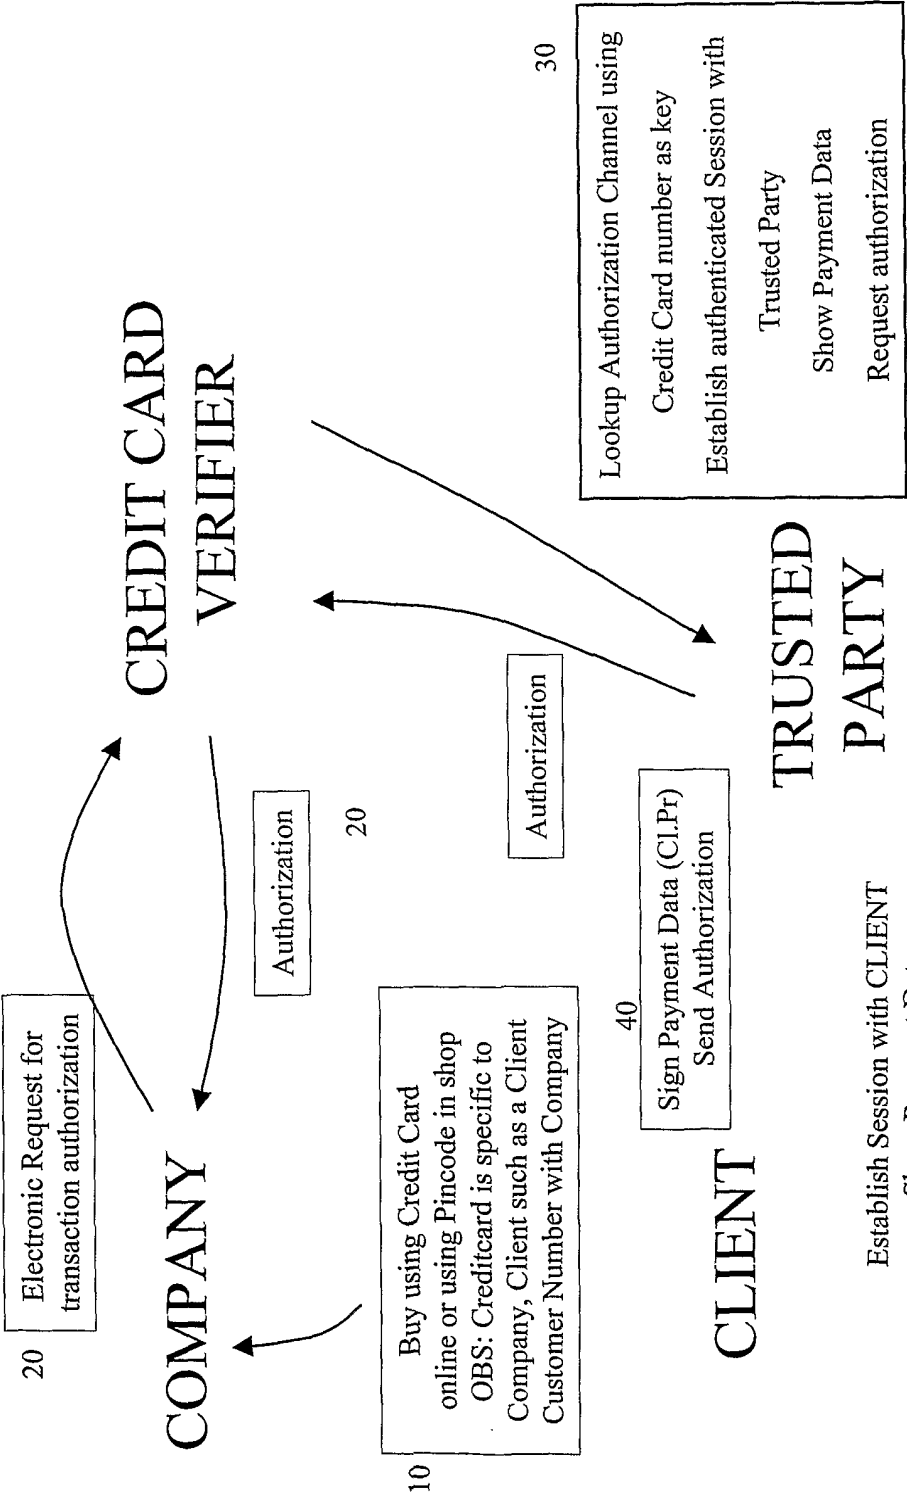 20
Electronic Request for
transaction authorization
COMPANY
CREDIT CARD
VERIFIER
Authorization
20
10
Buy using Credit Card
online or using Pincode in shop
OBS: Creditcard is specific to
Company, Client such as a Client
Customer Number with Company
Authorization
30
Lookup Authorization Channel using
Credit Card number as key
Establish authenticated Session with
Trusted Party
Show Payment Data
Request authorization
40
Sign Payment Data (Cl.Pr)
Send Authorization
CLIENT
TRUSTED
PARTY
Establish Session with CLIENT